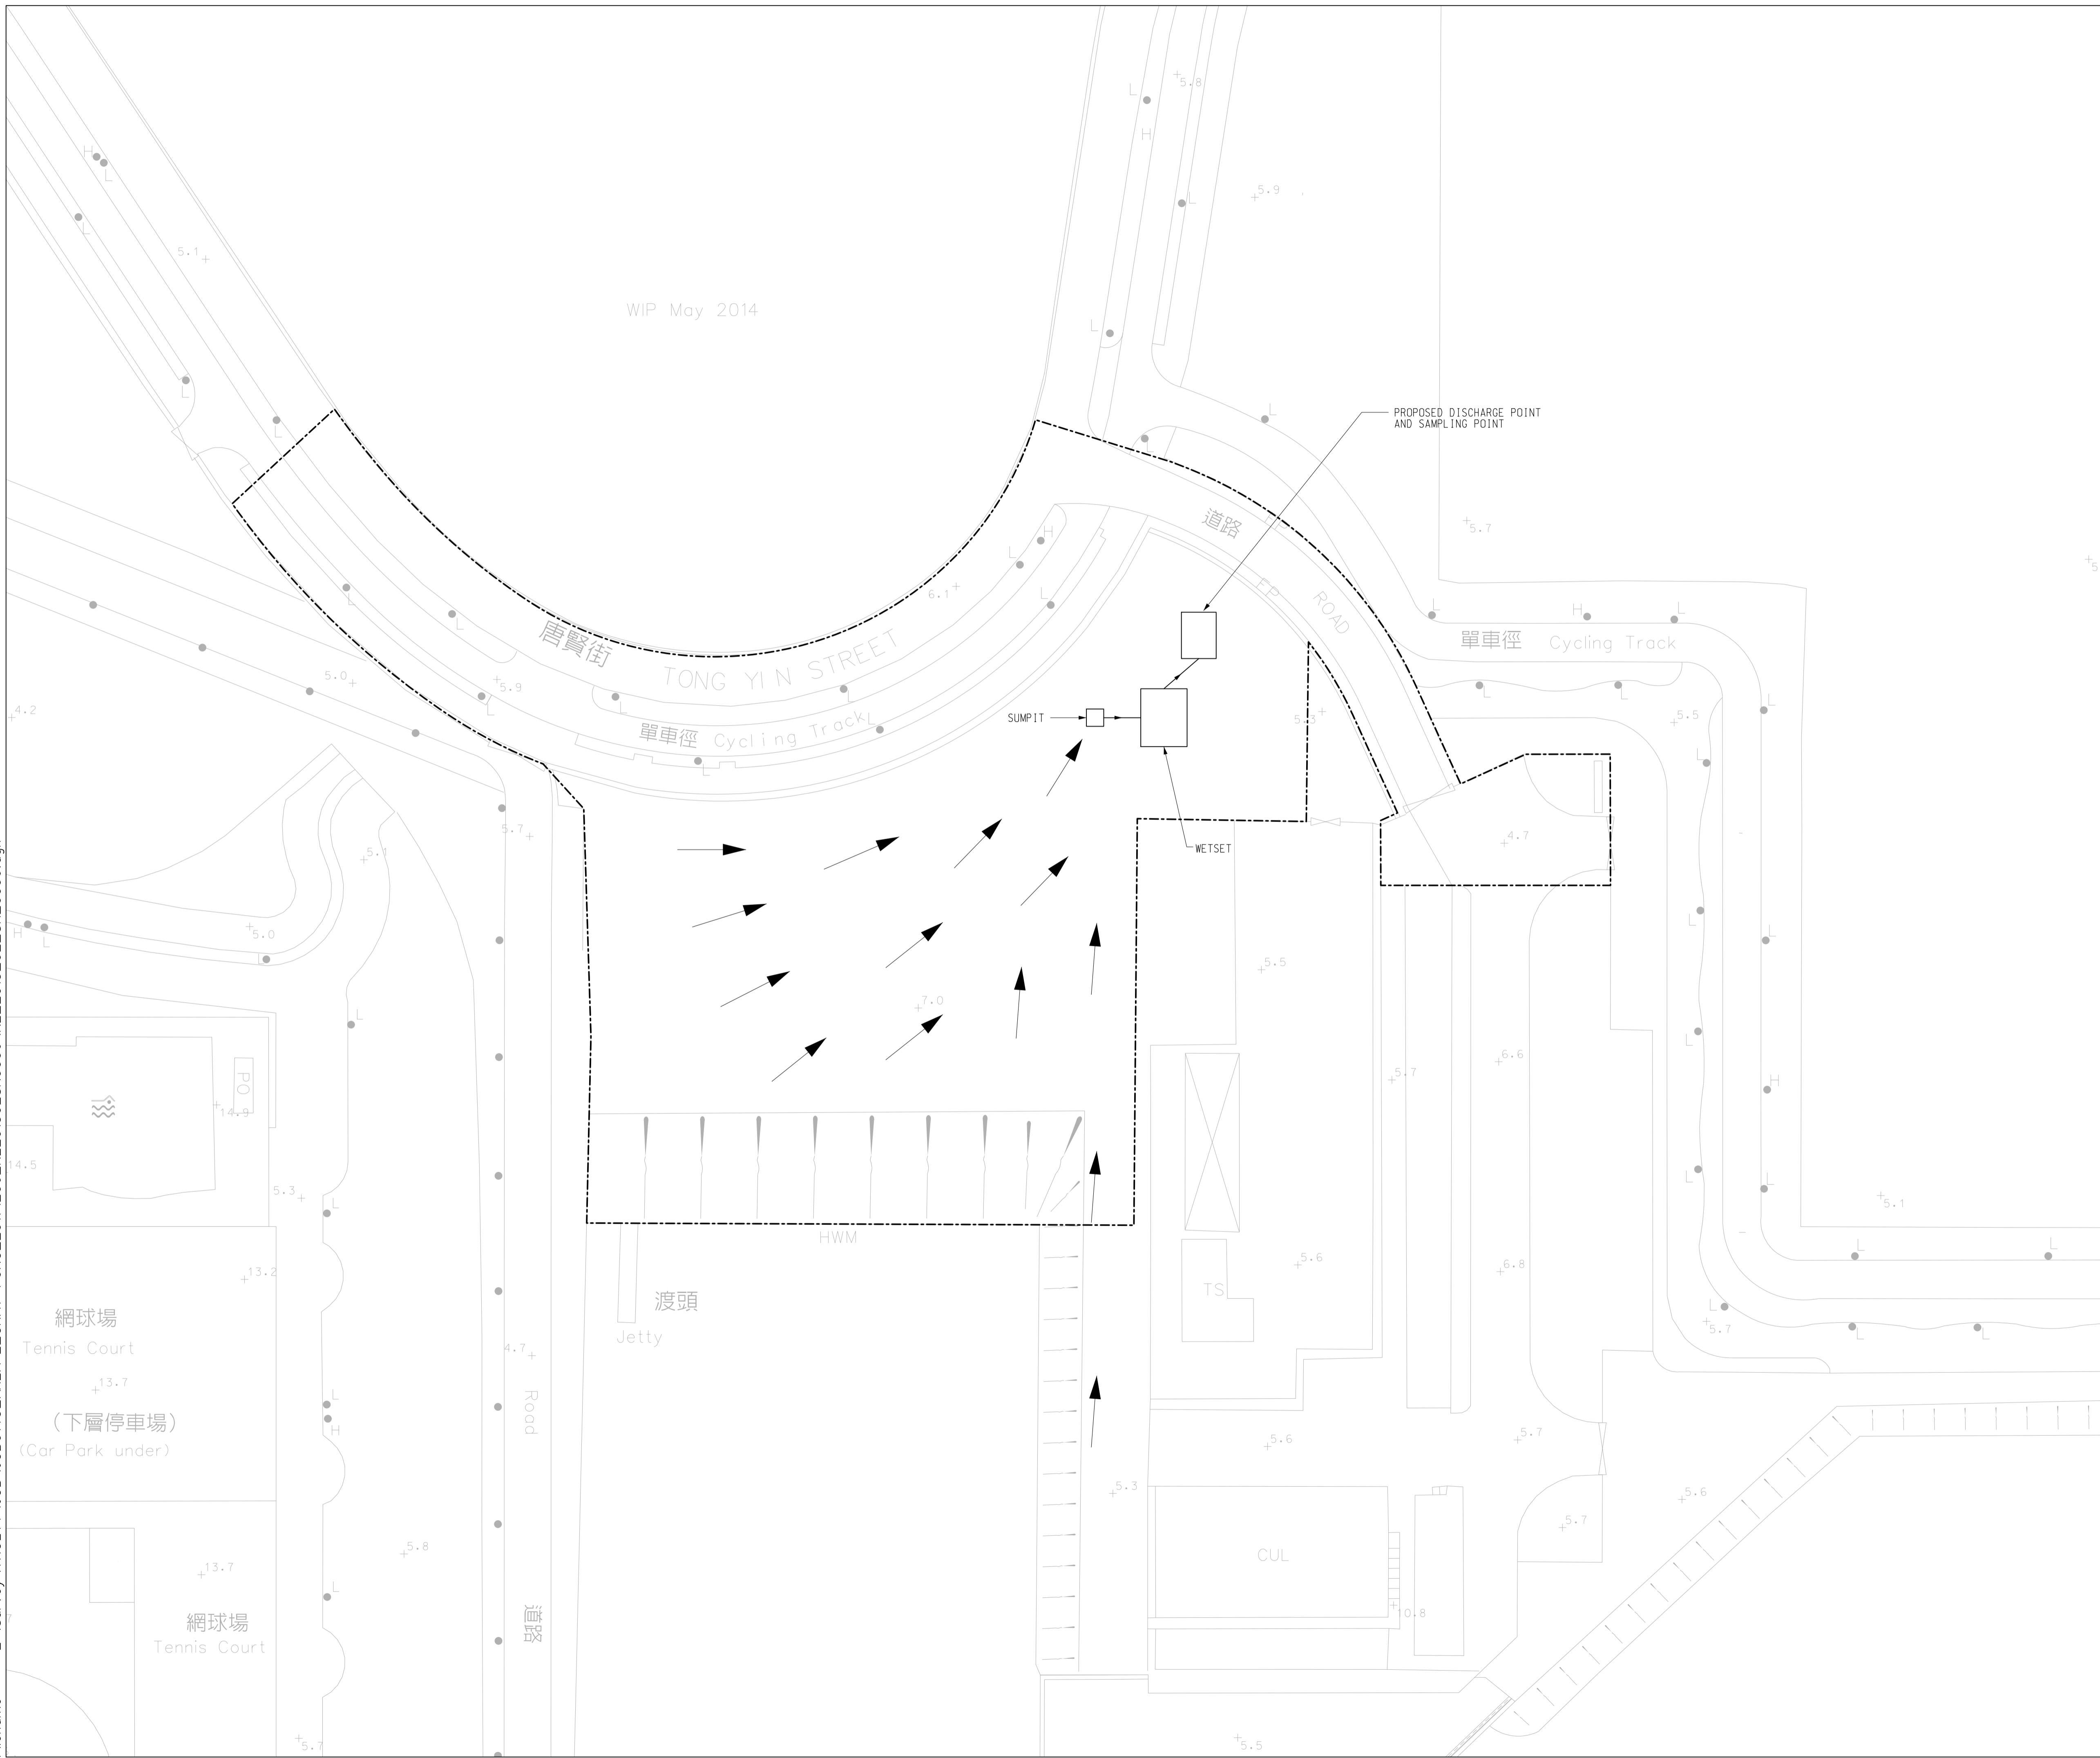 L
5.8
H
5.9
L
H
L
L
5.1
WIP May 2014
L
L
L
PROPOSED DISCHARGE POINT
AND SAMPLING POINT
L
L
道路
5.7
H
L
EP
ROAD
6.1
L
L
H
L
唐賢街
TONG YIN STREET
單車徑 Cycling Track
單車徑 Cycling Track
5.0
5.9
L
L
L
L
L
L
L
L
5.3
5.5
4.2
SUMPIT
WETSET
5.7
4.7
5.1
5.0
H
L
L
L
L
5.5
7.0
6.6
5.7
L
L
H
PO
14.9
14.5
5.3
L
L
L
5.1
HWM
渡頭
Jetty
5.6
6.8
TS
L
L
L
5.7
L
L
13.2
網球場
Tennis Court
13.7
(下層停車場)
(Car Park under)
4.7
Road
L
H
5.6
5.7
5.3
5.6
5.7
5.8
CUL
L
13.7
網球場
Tennis Court
道路
10.8
5.7
5.5